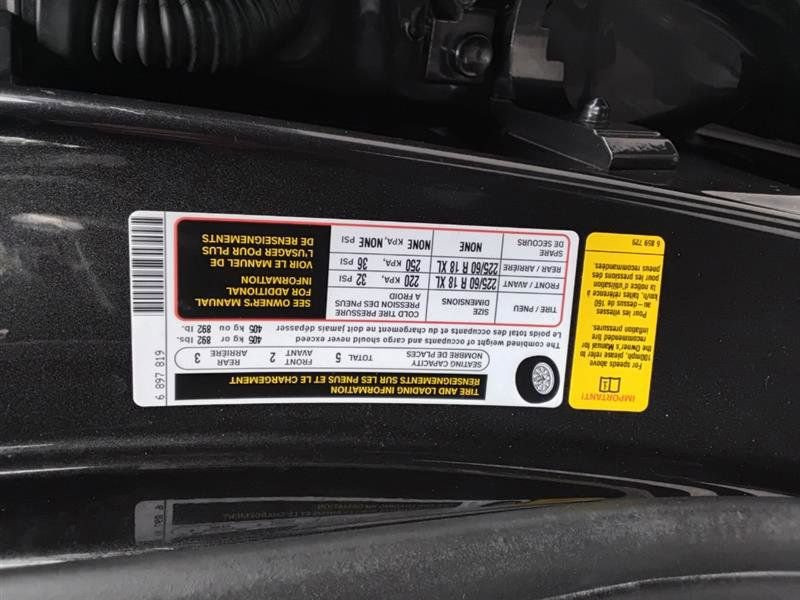 TIRE AND LOADING INFORMATION
RENSEIGNEMENTS SUR LES PNEUS ET LE CHARGEMENT
SEATING CAPACITY
NOMBRE DE PLACES
TOTAL 5
FRONT
AVANT 2
REAR
ARRIÈRE 3
The combined weight of occupants and cargo should never exceed 405 kg or 892 lbs.
Le poids total des occupants et du chargement ne doit jamais dépasser 405 kg ou 892 lb.
TIRE / PNEU
SIZE
DIMENSIONS
COLD TIRE PRESSURE
PRESSION DES PNEUS
A FROID
FRONT / AVANT 225/60 R 18 XL 220 KPA, 32 PSI
REAR / ARRIÈRE 225/60 R 18 XL 250 KPA, 36 PSI
SPARE
DE SECOURS NONE NONE KPA, NONE PSI
SEE OWNER'S MANUAL
FOR ADDITIONAL
INFORMATION
VOIR LE MANUEL DE
L'USAGER POUR PLUS
DE RENSEIGNEMENTS
6 897 819
IMPORTANT!
For speeds above
100mph, please refer to
the Owner's Manual for
recommended tire
inflation pressures.
Pour les vitesses
au – dessus de 160
km/h, faites référence à
la notice d'utilisation
pour les pressions des
pneus recommandées.
6 859 729